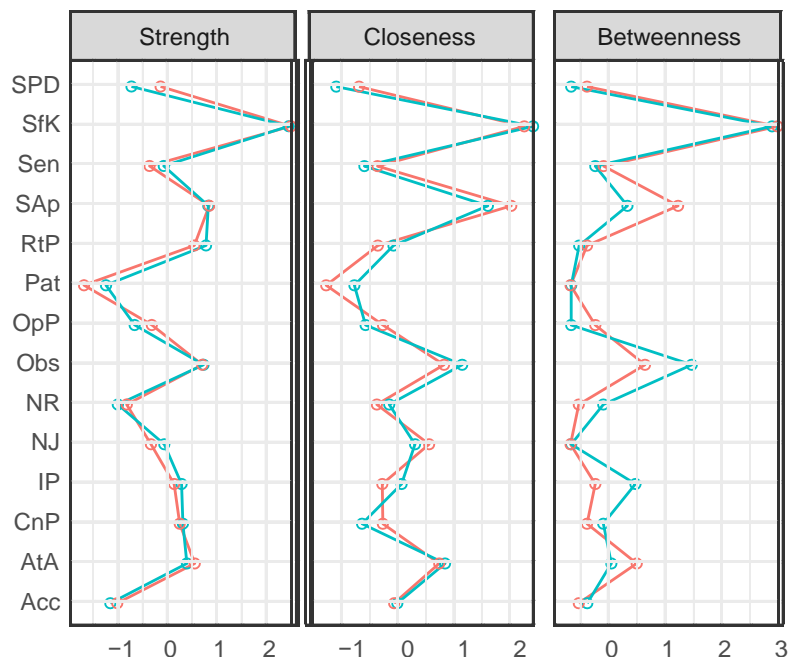 Strength Closeness Betweenness
SPD
SfK
Sen
SAp
RtP
Pat
OpP
Obs
NR
NJ
IP
CnP
AtA
Acc
−1 0 1 2 −1 0 1 2 0 1 2 3